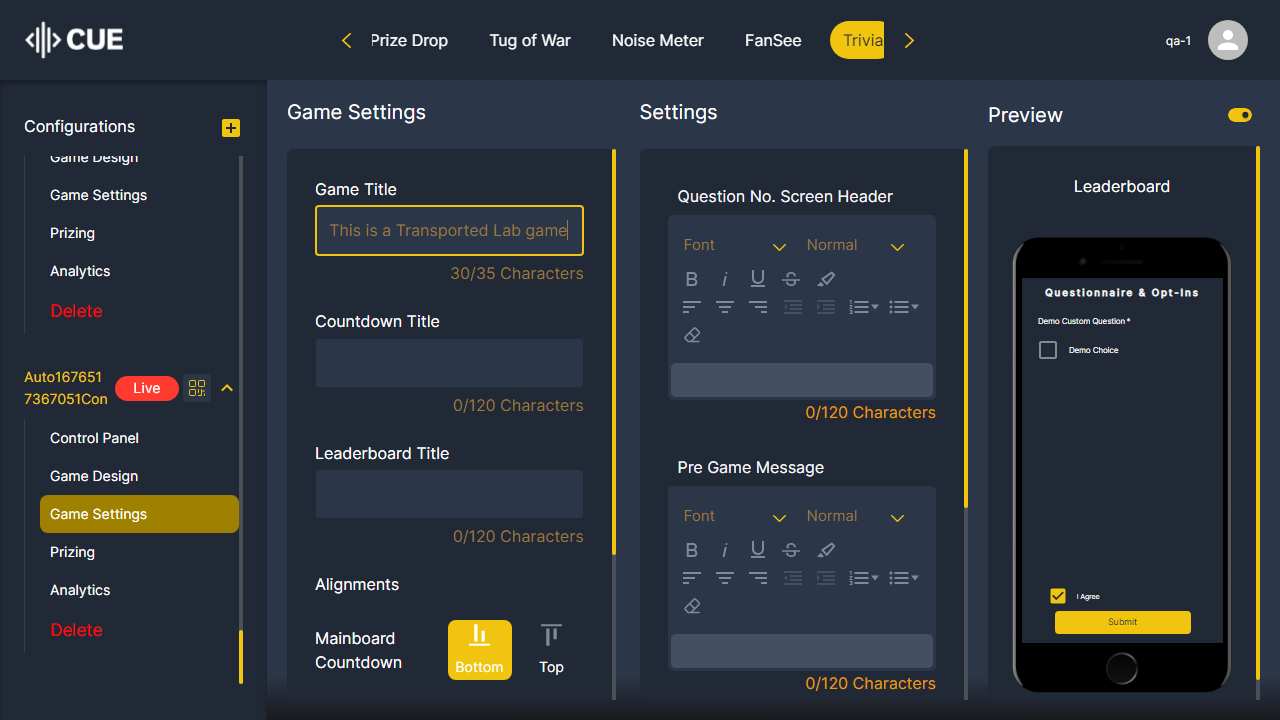 CUE
Prize Drop
Tug of War
Noise Meter
FanSee
Trivia
qa-1
Configurations
Game Design
Game Settings
Prizing
Analytics
Delete
Auto167651
7367051Con
Live
Control Panel
Game Design
Game Settings
Prizing
Analytics
Delete
Game Settings
Game Title
This is a Transported Lab game
30/35 Characters
Countdown Title
0/120 Characters
Leaderboard Title
0/120 Characters
Alignments
Mainboard
Countdown
Bottom
Top
Settings
Question No. Screen Header
Font
Normal
B i U S
0/120 Characters
Pre Game Message
Font
Normal
B i U S
0/120 Characters
Preview
Leaderboard
Questionnaire & Opt-Ins
Demo Custom Question *
Demo Choice
I Agree
Submit